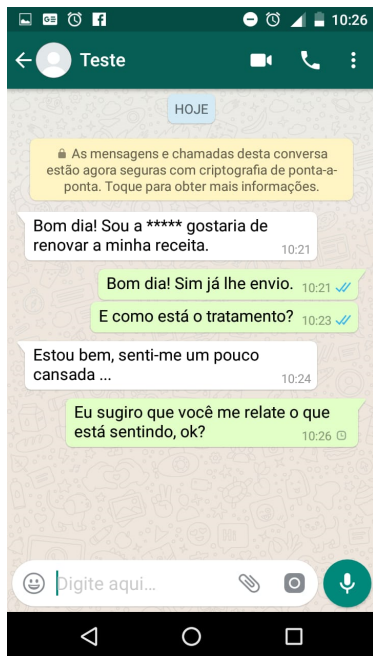 GE
10:26
Teste
HOJE
As mensagens e chamadas desta conversa
estão agora seguras com criptografia de ponta-a-
ponta. Toque para obter mais informações.
Bom dia! Sou a ***** gostaria de
renovar a minha receita.
10:21
Bom dia! Sim já lhe envio. 10:21
E como está o tratamento? 10:23
Estou bem, senti-me um pouco
cansada ...
10:24
Eu sugiro que você me relate o que
está sentindo, ok?
10:26
Digite aqui...